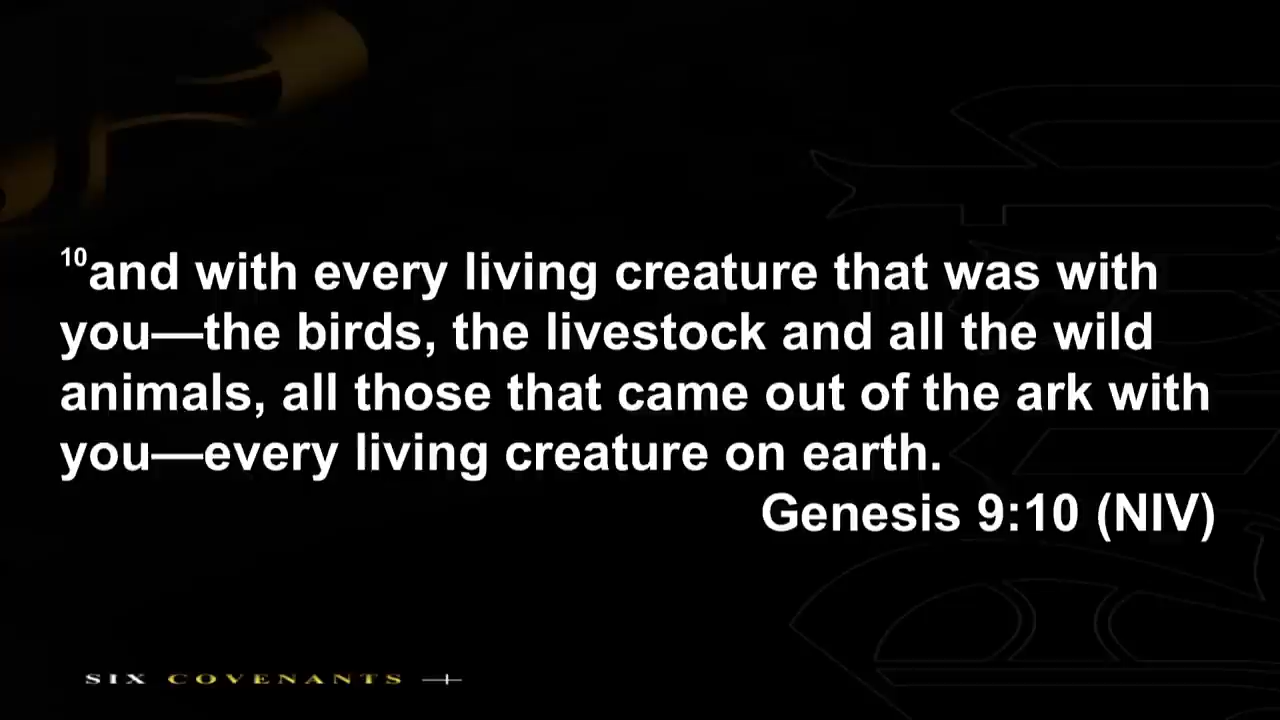 ¹⁰and with every living creature that was with
you—the birds, the livestock and all the wild
animals, all those that came out of the ark with
you—every living creature on earth.
Genesis 9:10 (NIV)
SIX COVENANTS